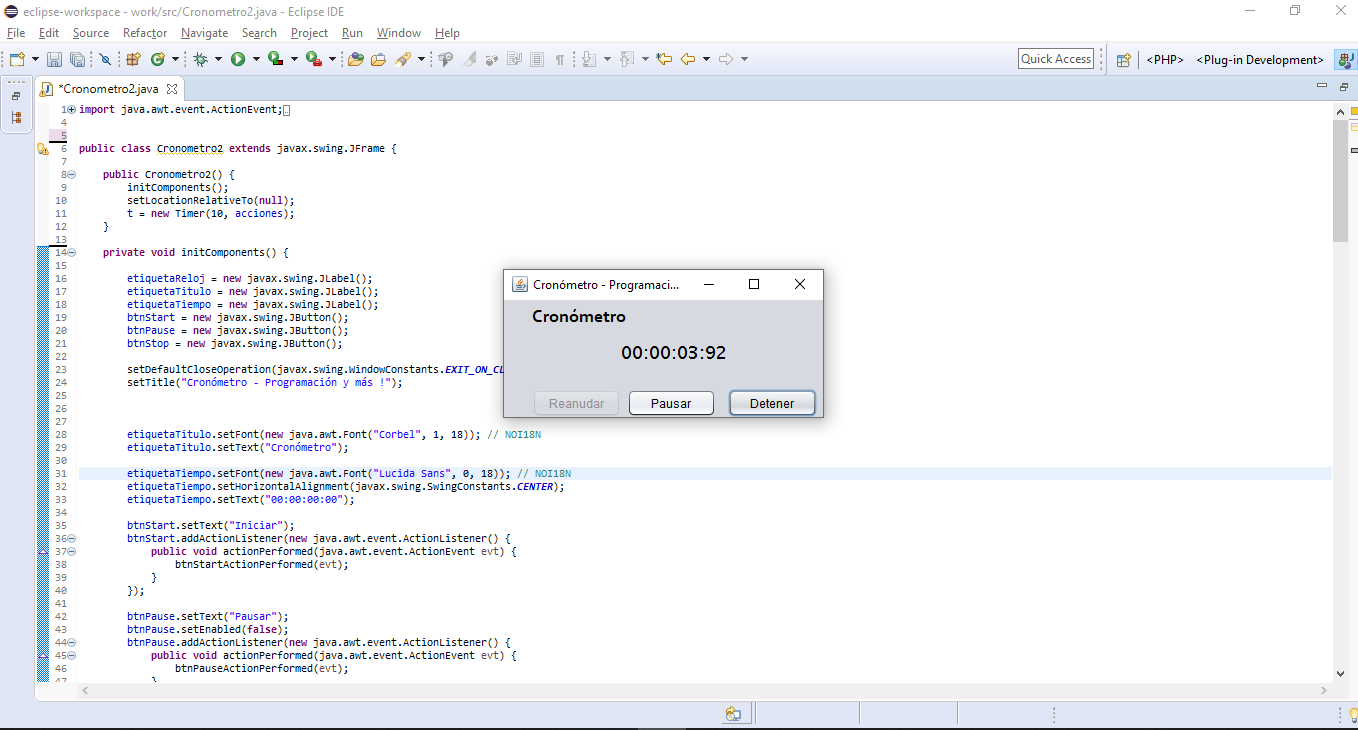 eclipse-workspace - work/src/Cronometro2.java - Eclipse IDE
File Edit Source Refactor Navigate Search Project Run Window Help
Quick Access <PHP> <Plug-in Development>
*Cronometro2.java
1 import java.awt.event.ActionEvent;
4
5
6 public class Cronometro2 extends javax.swing.JFrame {
7
8 public Cronometro2() {
9 initComponents();
10 setLocationRelativeTo(null);
11 t = new Timer(10, acciones);
12 }
13
14 private void initComponents() {
15
16 etiquetaReloj = new javax.swing.JLabel();
17 etiquetaTitulo = new javax.swing.JLabel();
18 etiquetaTiempo = new javax.swing.JLabel();
19 btnStart = new javax.swing.JButton();
20 btnPause = new javax.swing.JButton();
21 btnStop = new javax.swing.JButton();
22
23 setDefaultCloseOperation(javax.swing.WindowConstants.EXIT_ON_CL
24 setTitle("Cronómetro - Programación y más !");
25
26
27
28 etiquetaTitulo.setFont(new java.awt.Font("Corbel", 1, 18)); // NOI18N
29 etiquetaTitulo.setText("Cronómetro");
30
31 etiquetaTiempo.setFont(new java.awt.Font("Lucida Sans", 0, 18)); // NOI18N
32 etiquetaTiempo.setHorizontalAlignment(javax.swing.SwingConstants.CENTER);
33 etiquetaTiempo.setText("00:00:00:00");
34
35 btnStart.setText("Iniciar");
36 btnStart.addActionListener(new java.awt.event.ActionListener() {
37 public void actionPerformed(java.awt.event.ActionEvent evt) {
38 btnStartActionPerformed(evt);
39 }
40 });
41
42 btnPause.setText("Pausar");
43 btnPause.setEnabled(false);
44 btnPause.addActionListener(new java.awt.event.ActionListener() {
45 public void actionPerformed(java.awt.event.ActionEvent evt) {
46 btnPauseActionPerformed(evt);
47 }
Cronómetro - Programaci...
Cronómetro
00:00:03:92
Reanudar Pausar Detener